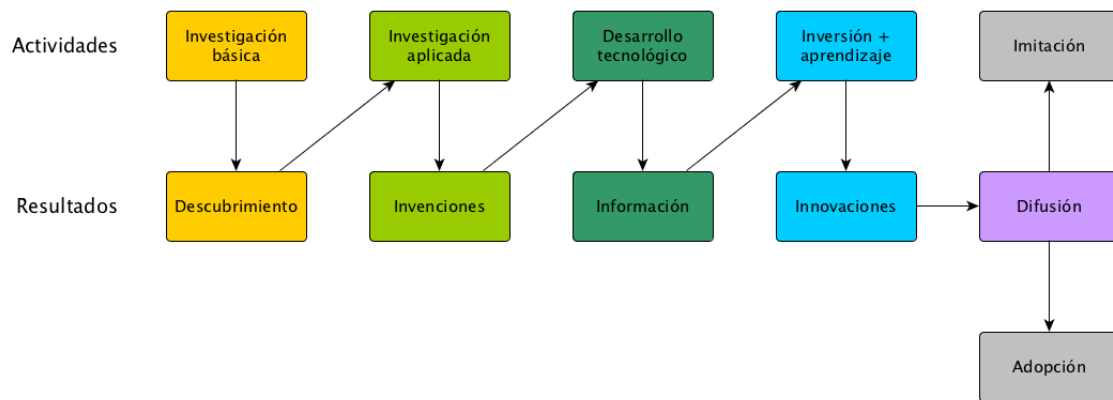 Actividades
Investigación
básica
Investigación
aplicada
Desarrollo
tecnológico
Inversión +
aprendizaje
Imitación
Resultados
Descubrimiento
Invenciones
Información
Innovaciones
Difusión
Adopción